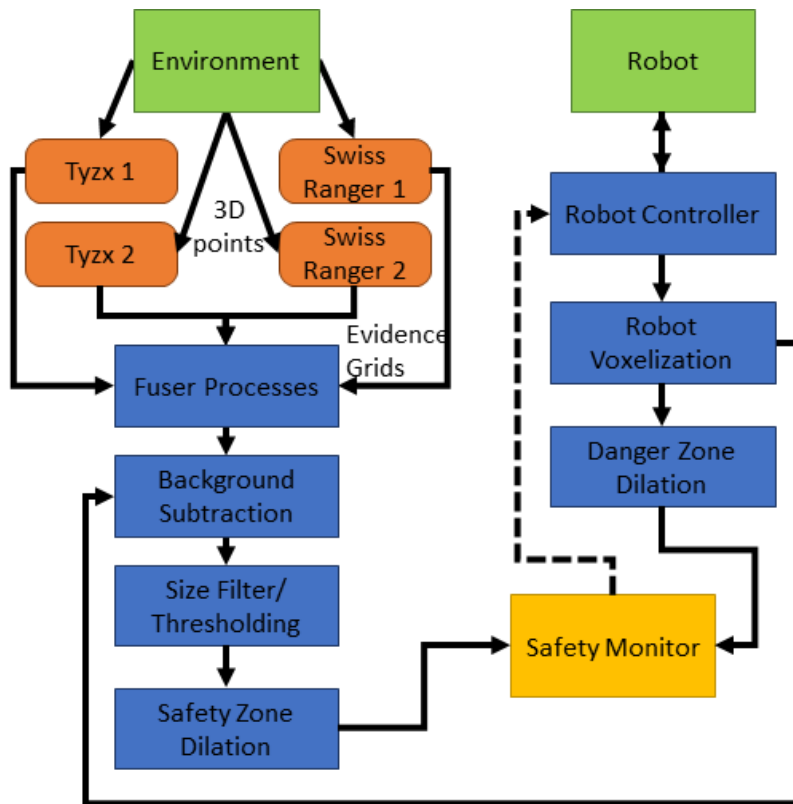 Environment
Robot
Tyzx 1
Swiss
Ranger 1
3D
points
Robot Controller
Tyzx 2
Swiss
Ranger 2
Evidence
Grids
Robot
Voxelization
Fuser Processes
Danger Zone
Dilation
Background
Subtraction
Size Filter/
Thresholding
Safety Monitor
Safety Zone
Dilation